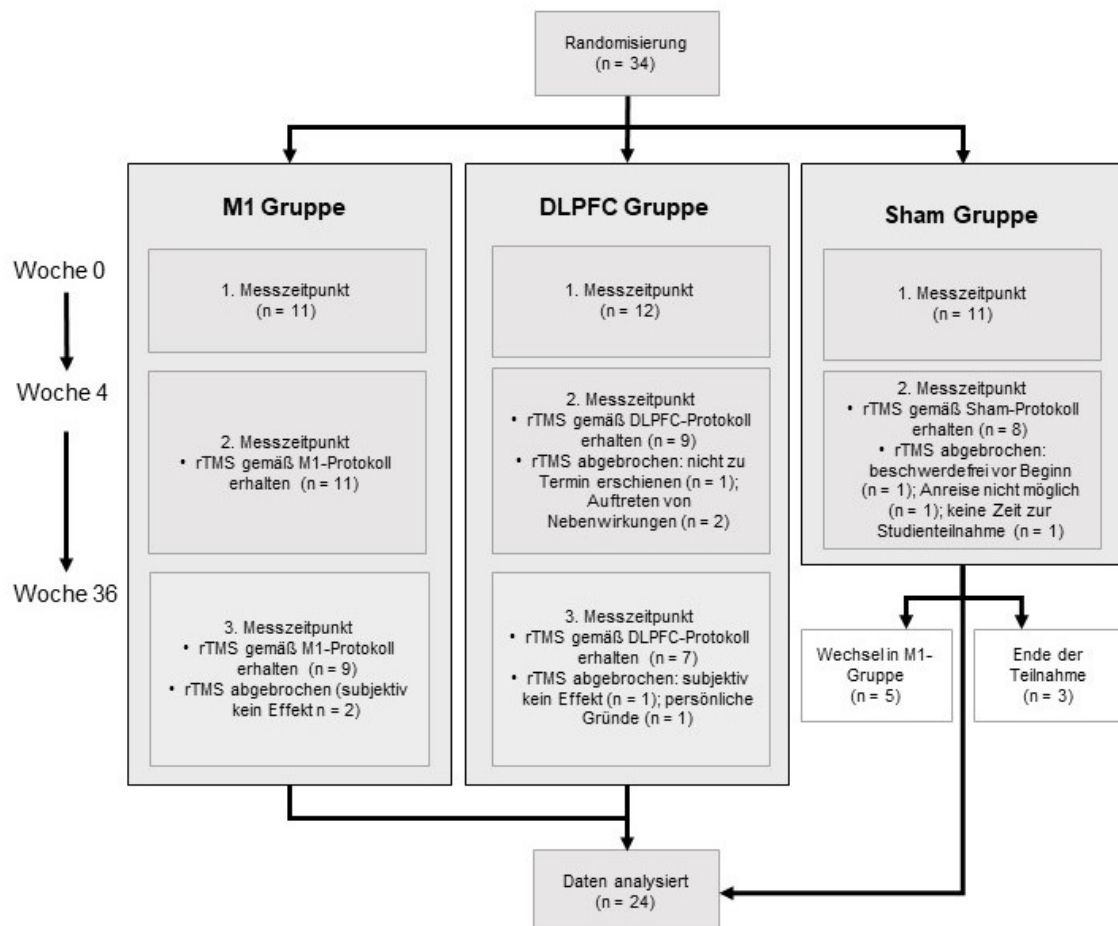 Randomisierung
(n = 34)
M1 Gruppe
DLPFC Gruppe
Sham Gruppe
Woche 0
1. Messzeitpunkt
(n = 11)
1. Messzeitpunkt
(n = 12)
1. Messzeitpunkt
(n = 11)
Woche 4
2. Messzeitpunkt
• rTMS gemäß M1-Protokoll
erhalten (n = 11)
2. Messzeitpunkt
• rTMS gemäß DLPFC-Protokoll
erhalten (n = 9)
• rTMS abgebrochen: nicht zu
Termin erschienen (n = 1);
Auftreten von
Nebenwirkungen (n = 2)
2. Messzeitpunkt
• rTMS gemäß Sham-Protokoll
erhalten (n = 8)
• rTMS abgebrochen:
beschwerdefrei vor Beginn
(n = 1); Anreise nicht möglich
(n = 1); keine Zeit zur
Studienteilnahme (n = 1)
Woche 36
3. Messzeitpunkt
• rTMS gemäß M1-Protokoll
erhalten (n = 9)
• rTMS abgebrochen (subjektiv
kein Effekt n = 2)
3. Messzeitpunkt
• rTMS gemäß DLPFC-Protokoll
erhalten (n = 7)
• rTMS abgebrochen: subjektiv
kein Effekt (n = 1); persönliche
Gründe (n = 1)
Wechsel in M1-
Gruppe
(n = 5)
Ende der
Teilnahme
(n = 3)
Daten analysiert
(n = 24)